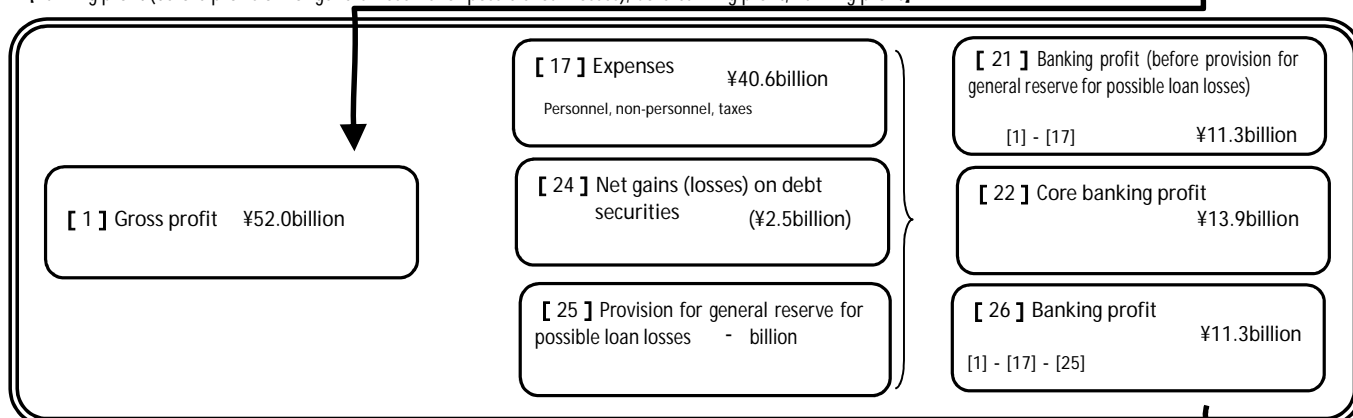 [ 1 ] Gross profit ¥52.0billion
[ 17 ] Expenses ¥40.6billion
Personnel, non-personnel, taxes
[ 24 ] Net gains (losses) on debt
securities (¥2.5billion)
[ 25 ] Provision for general reserve for
possible loan losses - billion
[ 21 ] Banking profit (before provision for
general reserve for possible loan losses)
[1] - [17] ¥11.3billion
[ 22 ] Core banking profit
¥13.9billion
[ 26 ] Banking profit
¥11.3billion
[1] - [17] - [25]